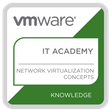 vmware®
IT ACADEMY
NETWORK VIRTUALIZATION
CONCEPTS
KNOWLEDGE